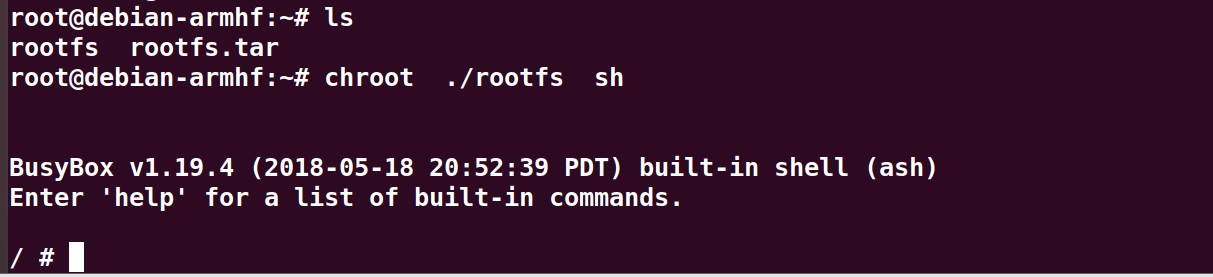 root@debian-armhf:~# ls
rootfs  rootfs.tar
root@debian-armhf:~# chroot  ./rootfs  sh
BusyBox v1.19.4 (2018-05-18 20:52:39 PDT) built-in shell (ash)
Enter 'help' for a list of built-in commands.
/ #